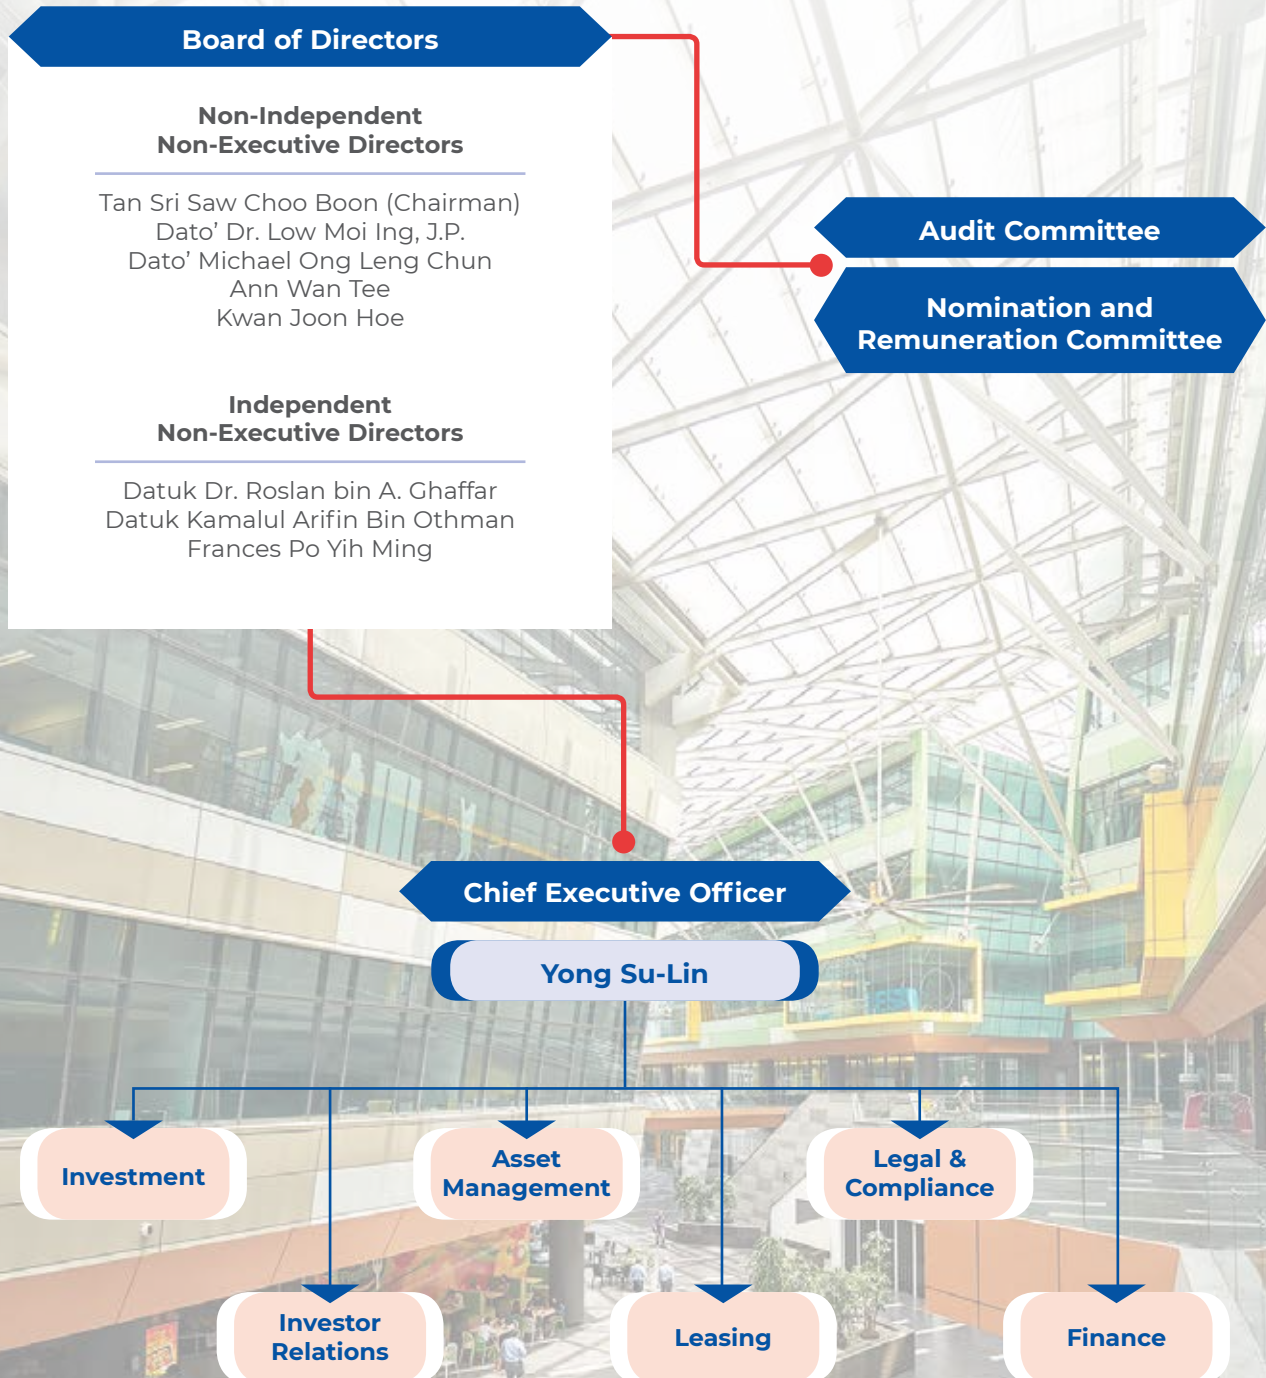 Board of Directors
Non-Independent
Non-Executive Directors
Tan Sri Saw Choo Boon (Chairman)
Dato’ Dr. Low Moi Ing, J.P.
Dato’ Michael Ong Leng Chun
Ann Wan Tee
Kwan Joon Hoe
Independent
Non-Executive Directors
Datuk Dr. Roslan bin A. Ghaffar
Datuk Kamalul Arifin Bin Othman
Frances Po Yih Ming
Audit Committee
Nomination and
Remuneration Committee
Chief Executive Officer
Yong Su-Lin
Investment
Asset
Management
Legal &
Compliance
Investor
Relations
Leasing
Finance